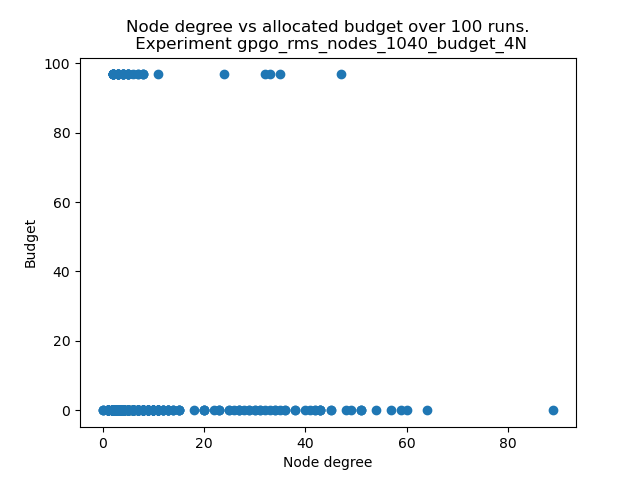 Node degree vs allocated budget over 100 runs.
Experiment gpgo_rms_nodes_1040_budget_4N
100
80
60
40
20
0
Budget
0 20 40 60 80
Node degree